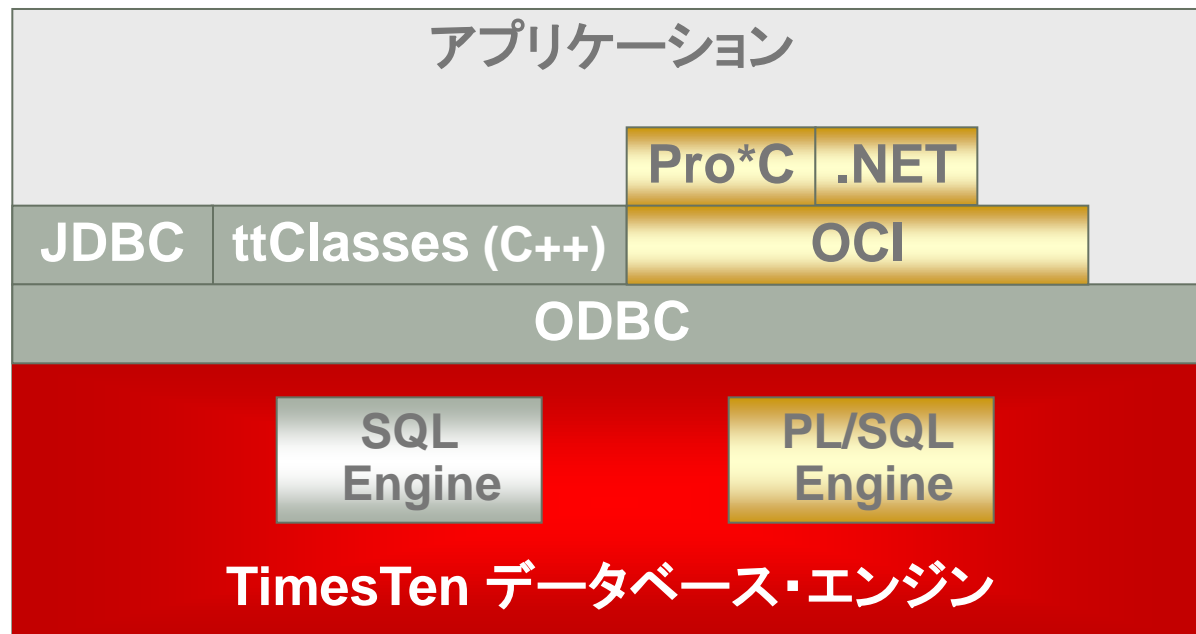 アプリケーション
Pro*C .NET
JDBC ttClasses (C++) OCI
ODBC
SQL PL/SQL
Engine Engine
TimesTen データベース・エンジン